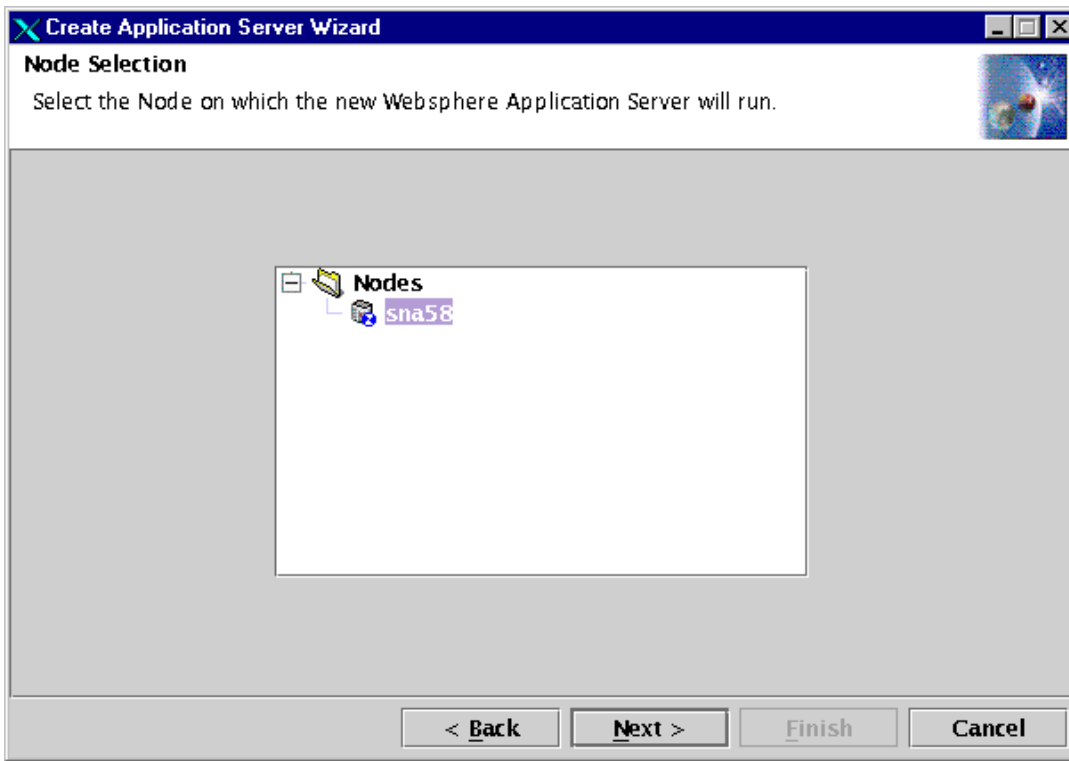 Create Application Server Wizard
Node Selection
Select the Node on which the new Websphere Application Server will run.
Nodes
sna58
< Back Next > Finish Cancel